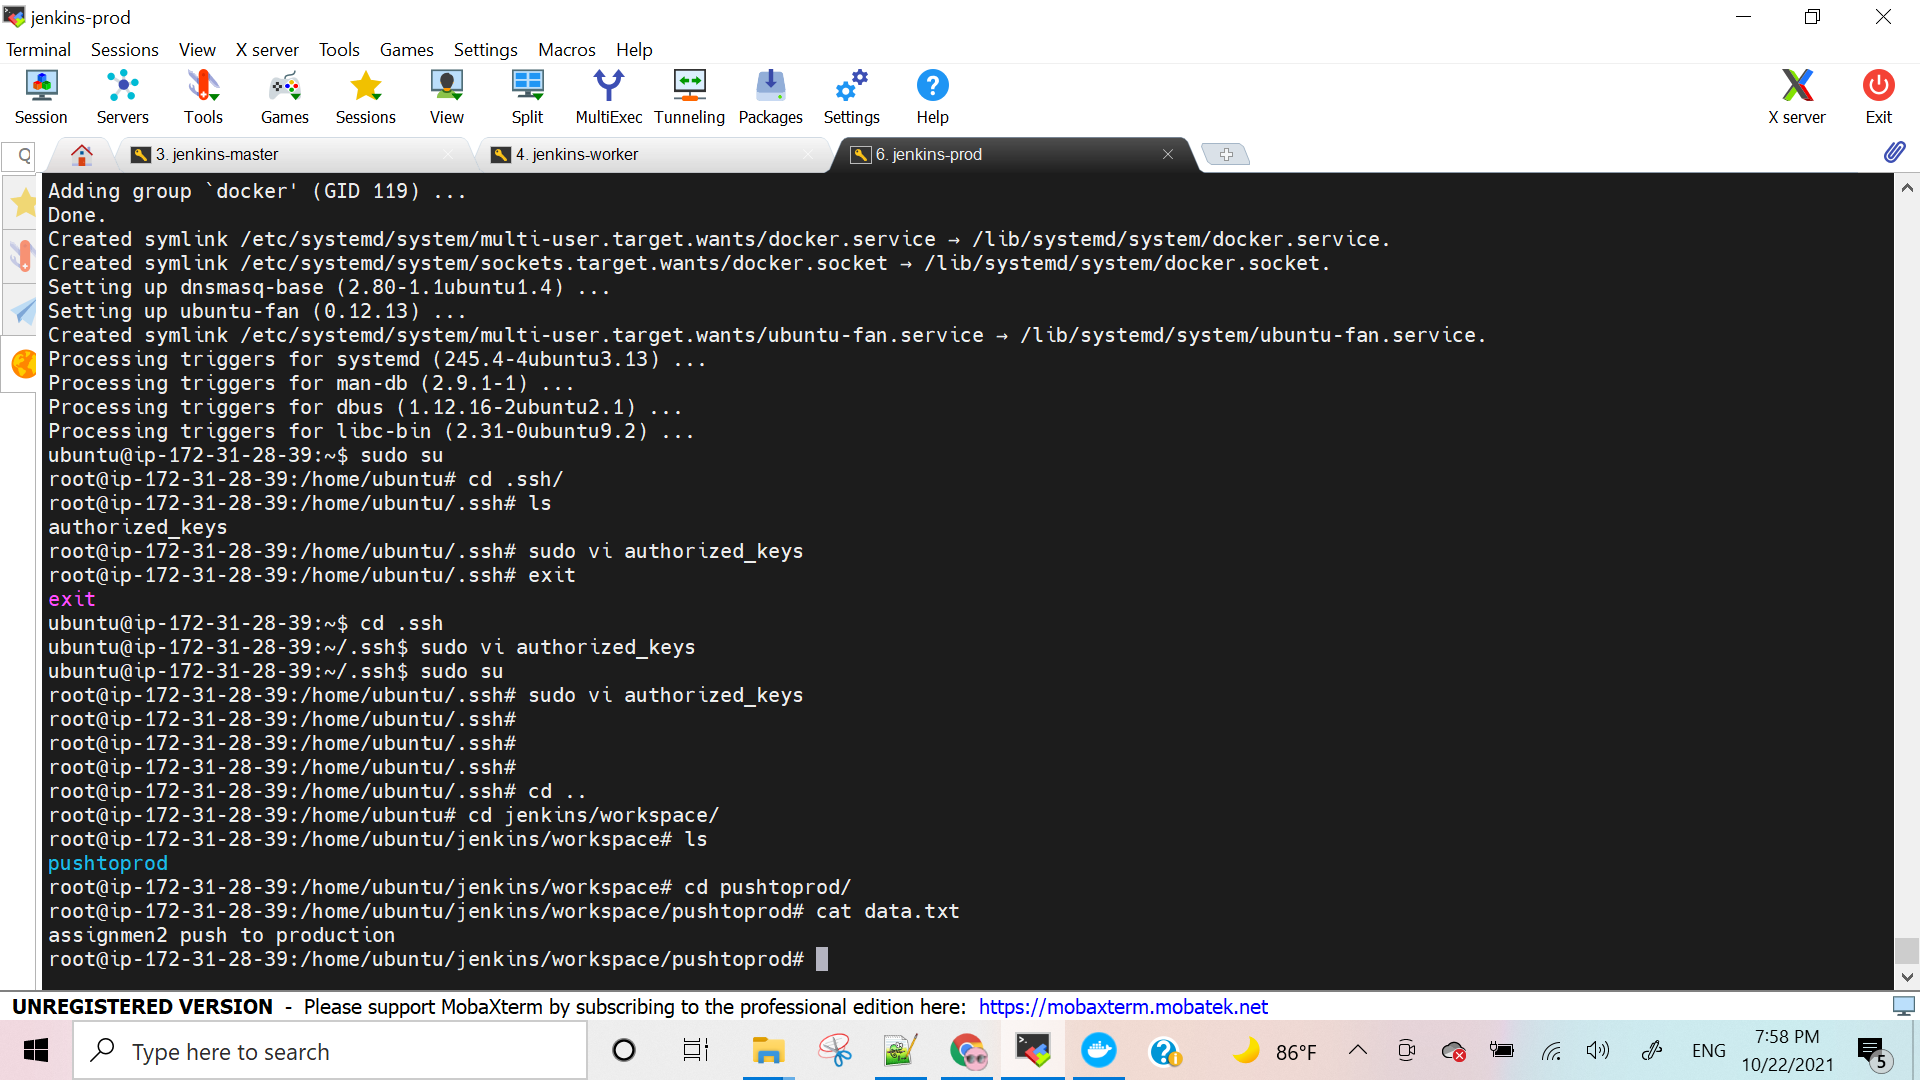 jenkins-prod
Terminal Sessions View X server Tools Games Settings Macros Help
Session Servers Tools Games Sessions View Split MultiExec Tunneling Packages Settings Help X server Exit
3. jenkins-master 4. jenkins-worker 6. jenkins-prod
Adding group `docker' (GID 119) ...
Done.
Created symlink /etc/systemd/system/multi-user.target.wants/docker.service → /lib/systemd/system/docker.service.
Created symlink /etc/systemd/system/sockets.target.wants/docker.socket → /lib/systemd/system/docker.socket.
Setting up dnsmasq-base (2.80-1.1ubuntu1.4) ...
Setting up ubuntu-fan (0.12.13) ...
Created symlink /etc/systemd/system/multi-user.target.wants/ubuntu-fan.service → /lib/systemd/system/ubuntu-fan.service.
Processing triggers for systemd (245.4-4ubuntu3.13) ...
Processing triggers for man-db (2.9.1-1) ...
Processing triggers for dbus (1.12.16-2ubuntu2.1) ...
Processing triggers for libc-bin (2.31-0ubuntu9.2) ...
ubuntu@ip-172-31-28-39:~$ sudo su
root@ip-172-31-28-39:/home/ubuntu# cd .ssh/
root@ip-172-31-28-39:/home/ubuntu/.ssh# ls
authorized_keys
root@ip-172-31-28-39:/home/ubuntu/.ssh# sudo vi authorized_keys
root@ip-172-31-28-39:/home/ubuntu/.ssh# exit
exit
ubuntu@ip-172-31-28-39:~$ cd .ssh
ubuntu@ip-172-31-28-39:~/.ssh$ sudo vi authorized_keys
ubuntu@ip-172-31-28-39:~/.ssh$ sudo su
root@ip-172-31-28-39:/home/ubuntu/.ssh# sudo vi authorized_keys
root@ip-172-31-28-39:/home/ubuntu/.ssh#
root@ip-172-31-28-39:/home/ubuntu/.ssh#
root@ip-172-31-28-39:/home/ubuntu/.ssh#
root@ip-172-31-28-39:/home/ubuntu/.ssh# cd ..
root@ip-172-31-28-39:/home/ubuntu# cd jenkins/workspace/
root@ip-172-31-28-39:/home/ubuntu/jenkins/workspace# ls
pushtoprod
root@ip-172-31-28-39:/home/ubuntu/jenkins/workspace# cd pushtoprod/
root@ip-172-31-28-39:/home/ubuntu/jenkins/workspace/pushtoprod# cat data.txt
assignmen2 push to production
root@ip-172-31-28-39:/home/ubuntu/jenkins/workspace/pushtoprod#
UNREGISTERED VERSION - Please support MobaXterm by subscribing to the professional edition here: https://mobaxterm.mobatek.net
Type here to search
86°F
ENG
7:58 PM
10/22/2021
5